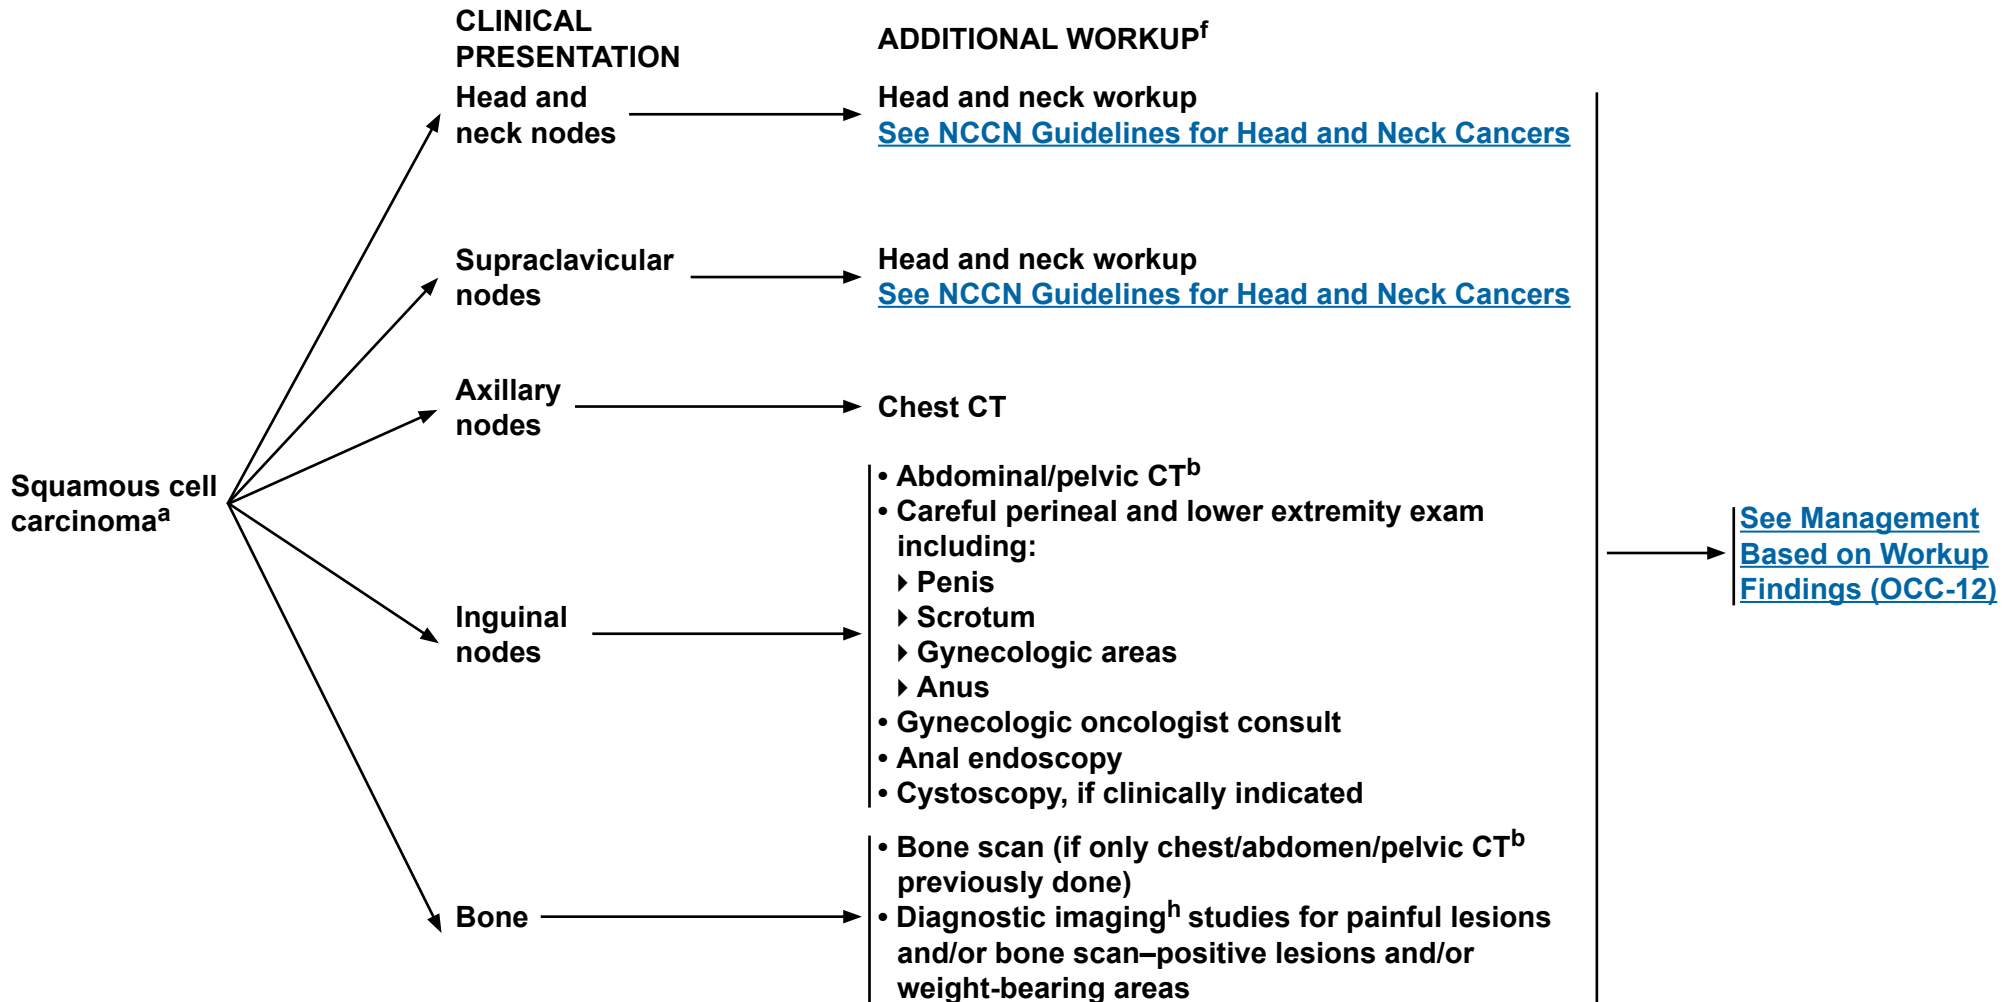 CLINICAL
PRESENTATION
ADDITIONAL WORKUPf
Head and
neck nodes
Head and neck workup
See NCCN Guidelines for Head and Neck Cancers
Supraclavicular
nodes
Head and neck workup
See NCCN Guidelines for Head and Neck Cancers
Axillary
nodes
Chest CT
Squamous cell
carcinomaa
Inguinal
nodes
• Abdominal/pelvic CTb
• Careful perineal and lower extremity exam
including:
▸ Penis
▸ Scrotum
▸ Gynecologic areas
▸ Anus
• Gynecologic oncologist consult
• Anal endoscopy
• Cystoscopy, if clinically indicated
Bone
• Bone scan (if only chest/abdomen/pelvic CTb
previously done)
• Diagnostic imagingh studies for painful lesions
and/or bone scan–positive lesions and/or
weight-bearing areas
See Management
Based on Workup
Findings (OCC-12)